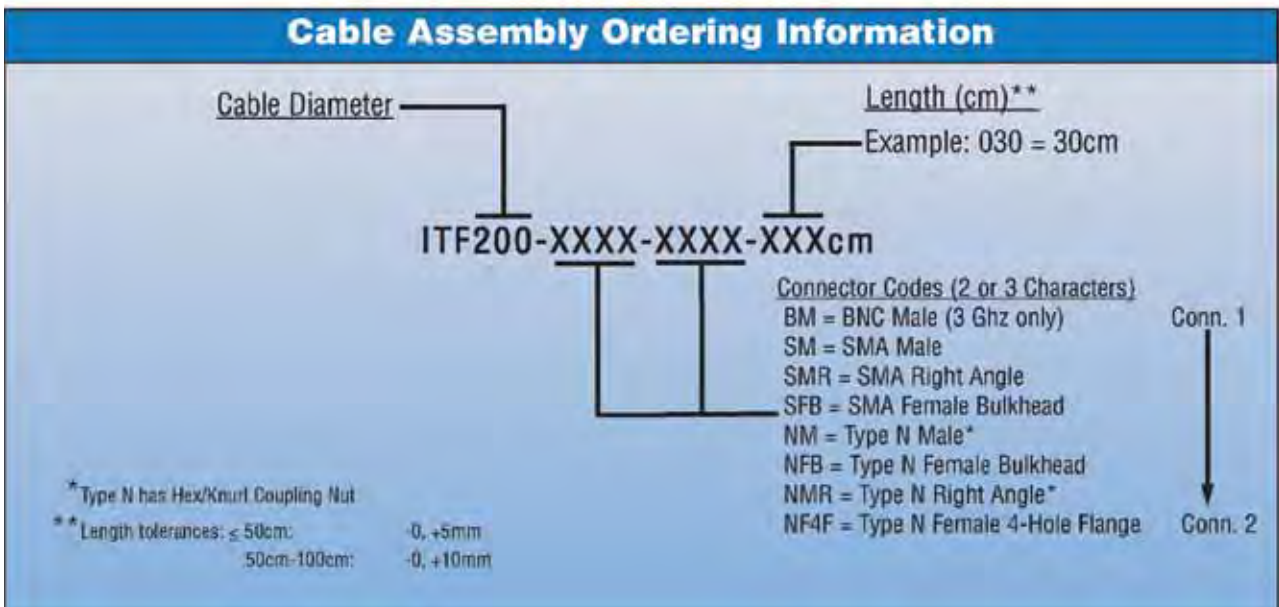 Cable Assembly Ordering Information
Cable Diameter
Length (cm)**
Example: 030 = 30cm
ITF200-XXXX-XXXX-XXXcm
Connector Codes (2 or 3 Characters)
BM = BNC Male (3 Ghz only)
Conn. 1
SM = SMA Male
SMR = SMA Right Angle
SFB = SMA Female Bulkhead
NM = Type N Male*
NFB = Type N Female Bulkhead
NMR = Type N Right Angle*
NF4F = Type N Female 4-Hole Flange
Conn. 2
*Type N has Hex/Knurl Coupling Nut
**Length tolerances: ≤ 50cm: -0, +5mm
50cm-100cm: -0, +10mm